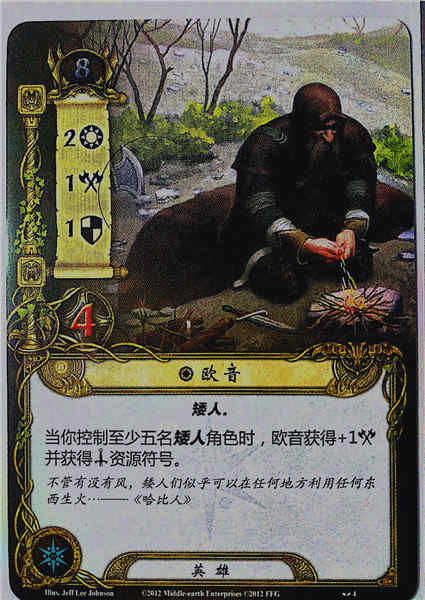 8
2
1
1
4
欧音
矮人。
当你控制至少五名矮人角色时，欧音获得+1
并获得资源符号。
不管有没有风，矮人们似乎可以在任何地方利用任何东
西生火…——《哈比人》
英雄
Illus. Jeff Lee Johnson ©2012 Middle-earth Enterprises ©2012 FFG